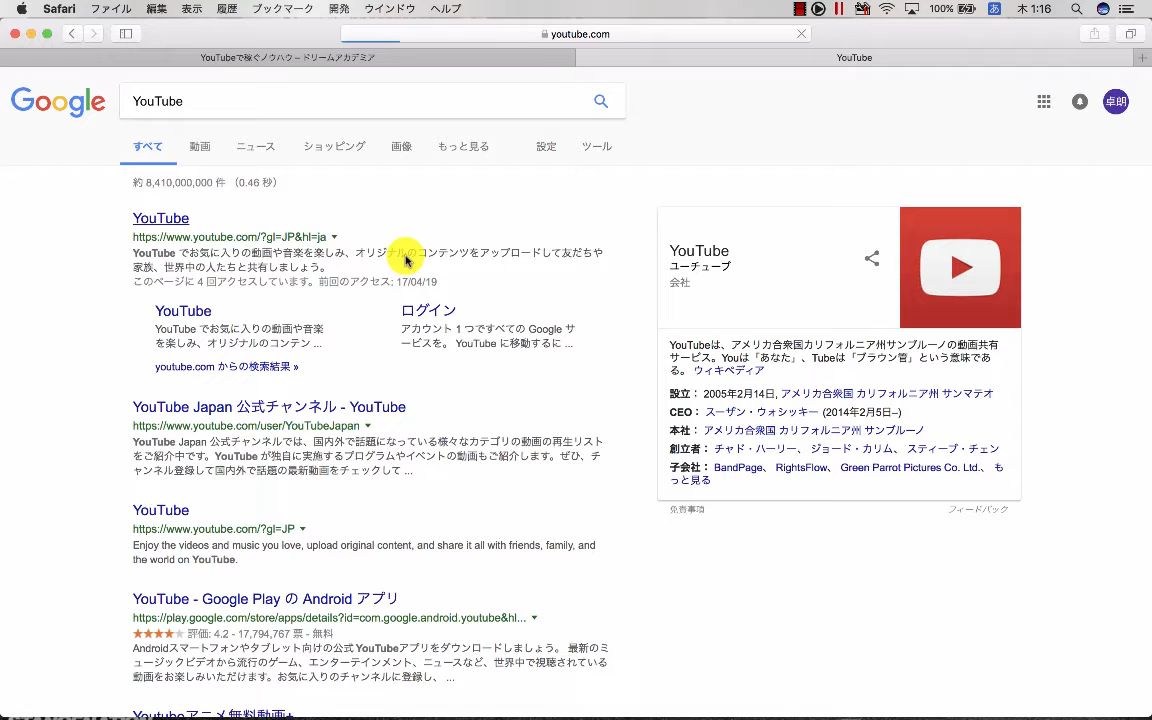 Safari ファイル 編集 表示 履歴 ブックマーク 開発 ウインドウ ヘルプ 100% あ 木 1:16
youtube.com
YouTubeで稼ぐノウハウ – ドリームアカデミア YouTube
Google YouTube 卓朗
すべて 動画 ニュース ショッピング 画像 もっと見る 設定 ツール
約 8,410,000,000 件 （0.46 秒）
YouTube
https://www.youtube.com/?gl=JP&hl=ja
YouTube でお気に入りの動画や音楽を楽しみ、オリジナルのコンテンツをアップロードして友だちや
家族、世界中の人たちと共有しましょう。
このページに 4 回アクセスしています。前回のアクセス: 17/04/19
YouTube
YouTube でお気に入りの動画や音楽
を楽しみ、オリジナルのコンテン ...
ログイン
アカウント 1 つですべての Google サ
ービスを。 YouTube に移動するに ...
youtube.com からの検索結果 »
YouTube Japan 公式チャンネル - YouTube
https://www.youtube.com/user/YouTubeJapan
YouTube Japan 公式チャンネルでは、国内外で話題になっている様々なカテゴリの動画の再生リスト
をご紹介中です。YouTube が独自に実施するプログラムやイベントの動画もご紹介します。ぜひ、チ
ャンネル登録して国内外で話題の最新動画をチェックして ...
YouTube
https://www.youtube.com/?gl=JP
Enjoy the videos and music you love, upload original content, and share it all with friends, family, and
the world on YouTube.
YouTube - Google Play の Android アプリ
https://play.google.com/store/apps/details?id=com.google.android.youtube&hl...
評価: 4.2 - 17,794,767 票 - 無料
Androidスマートフォンやタブレット向けの公式 YouTubeアプリをダウンロードしましょう。 最新のミ
ュージックビデオから流行のゲーム、エンターテインメント、ニュースなど、世界中で視聴されている
動画をお楽しみいただけます。お気に入りのチャンネルに登録し、 ...
Youtubeアニメ無料動画+
YouTube
ユーチューブ
会社
YouTubeは、アメリカ合衆国カリフォルニア州サンブルーノの動画共有
サービス。Youは「あなた」、Tubeは「ブラウン管」という意味であ
る。 ウィキペディア
設立： 2005年2月14日, アメリカ合衆国 カリフォルニア州 サンマテオ
CEO： スーザン・ウォシッキー (2014年2月5日–)
本社： アメリカ合衆国 カリフォルニア州 サンブルーノ
創立者： チャド・ハーリー、 ジョード・カリム、 スティーブ・チェン
子会社： BandPage、 RightsFlow、 Green Parrot Pictures Co. Ltd.、 も
っと見る
免責事項 フィードバック